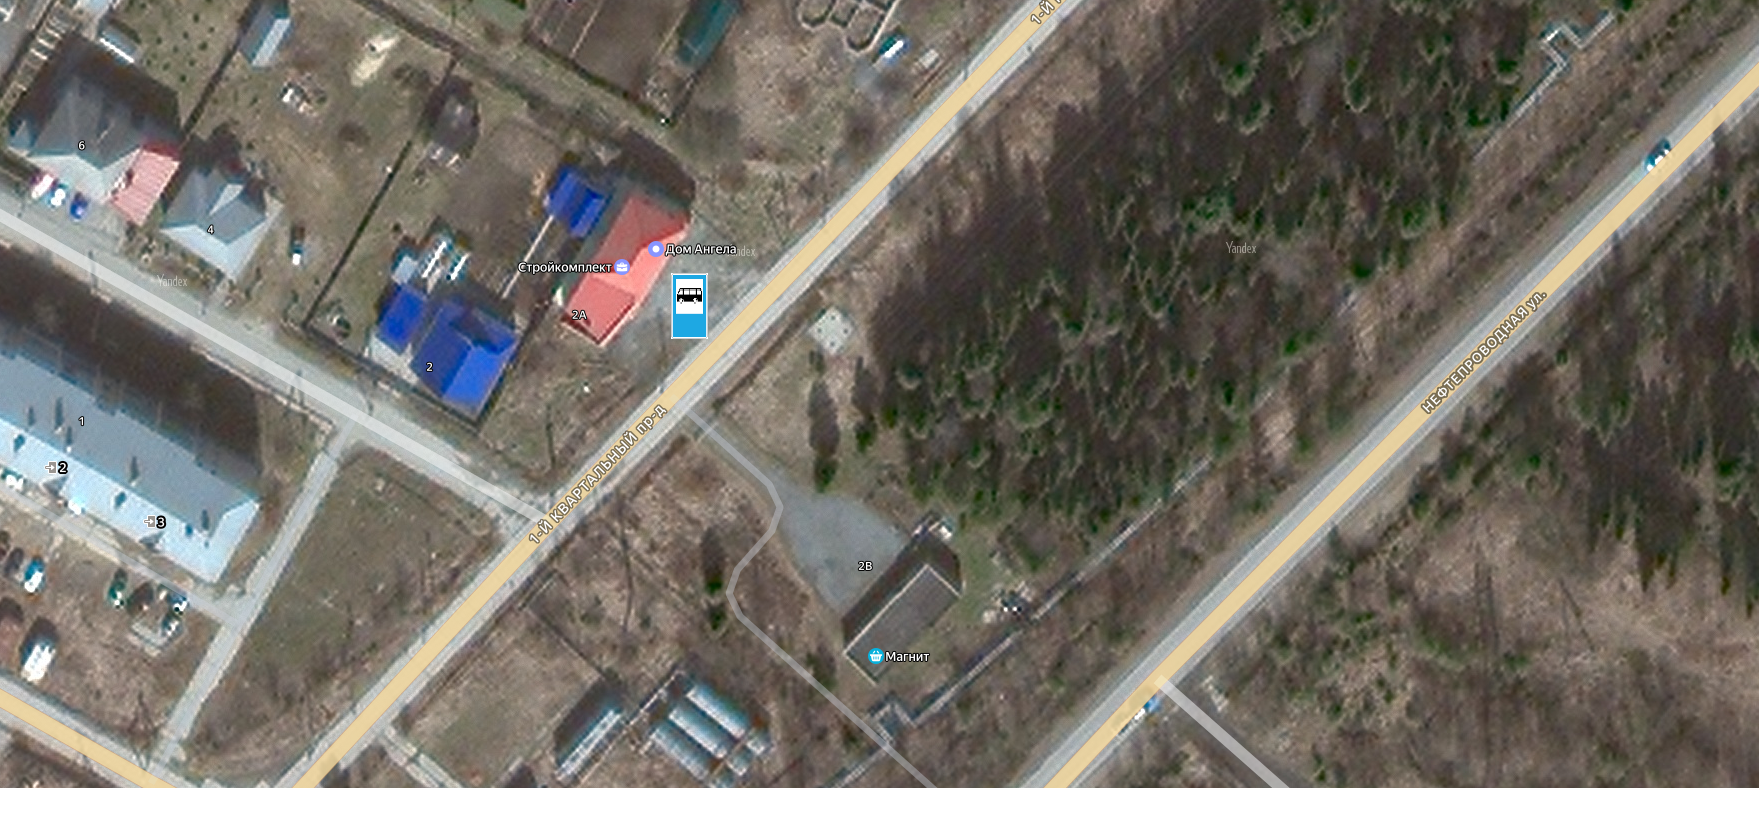 1-Й
6
4
Дом Ангела
Yandex
Стройкомплект
Yandex
Yandex
2А
2
НЕФТЕПРОВОДНАЯ ул.
1
1-Й КВАРТАЛЬНЫЙ пр-д
2
3
2В
Магнит